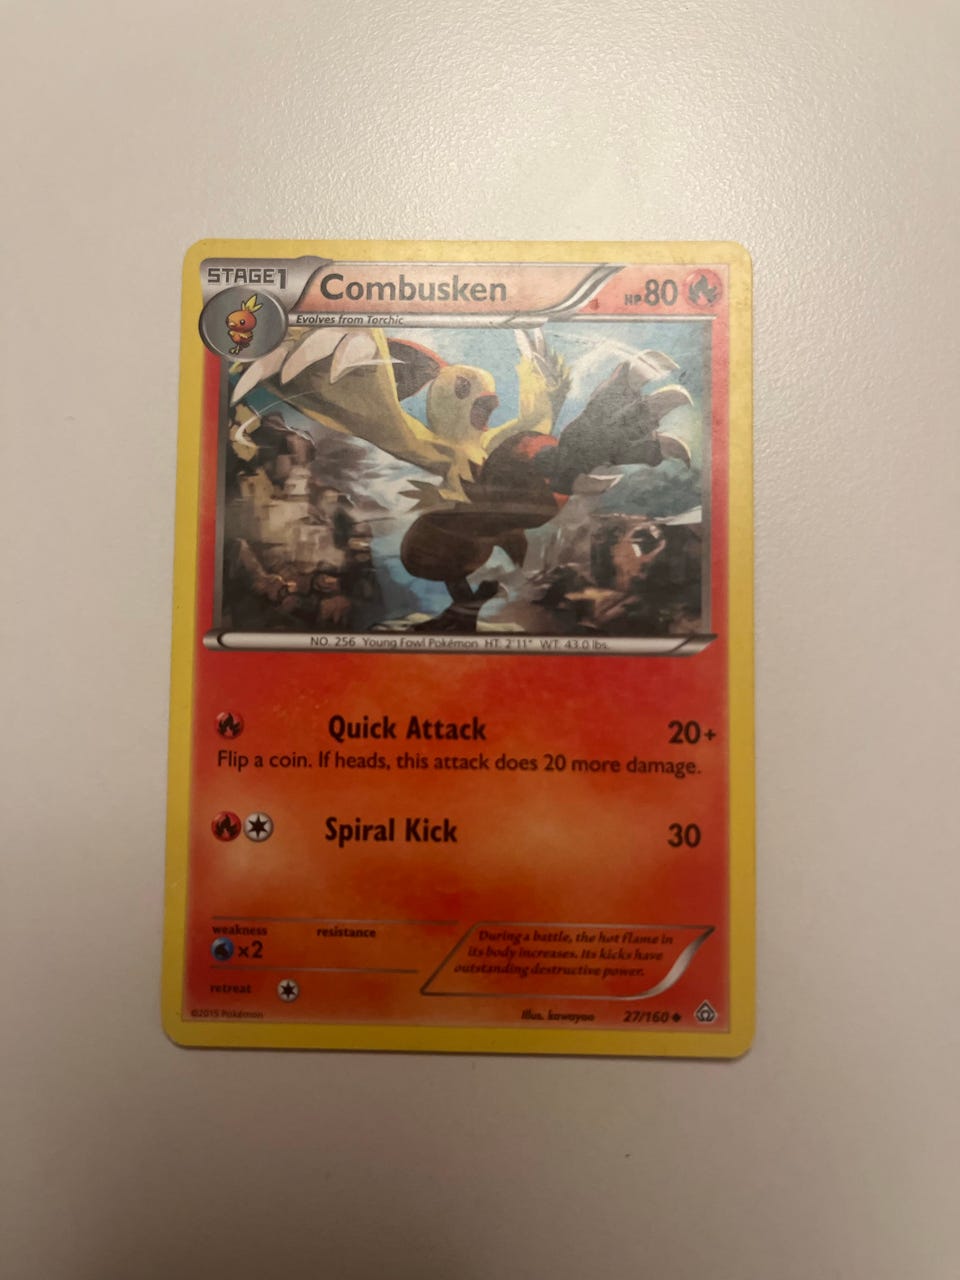 STAGE1
Combusken
HP80
Evolves from Torchic
NO. 256 Young Fowl Pokémon HT: 2'11" WT: 43.0 lbs.
Quick Attack 20+
Flip a coin. If heads, this attack does 20 more damage.
Spiral Kick 30
weakness resistance
x2
retreat
During a battle, the hot flame in
its body increases. Its kicks have
outstanding destructive power.
©2015 Pokémon
Illus. kawayoo 27/160